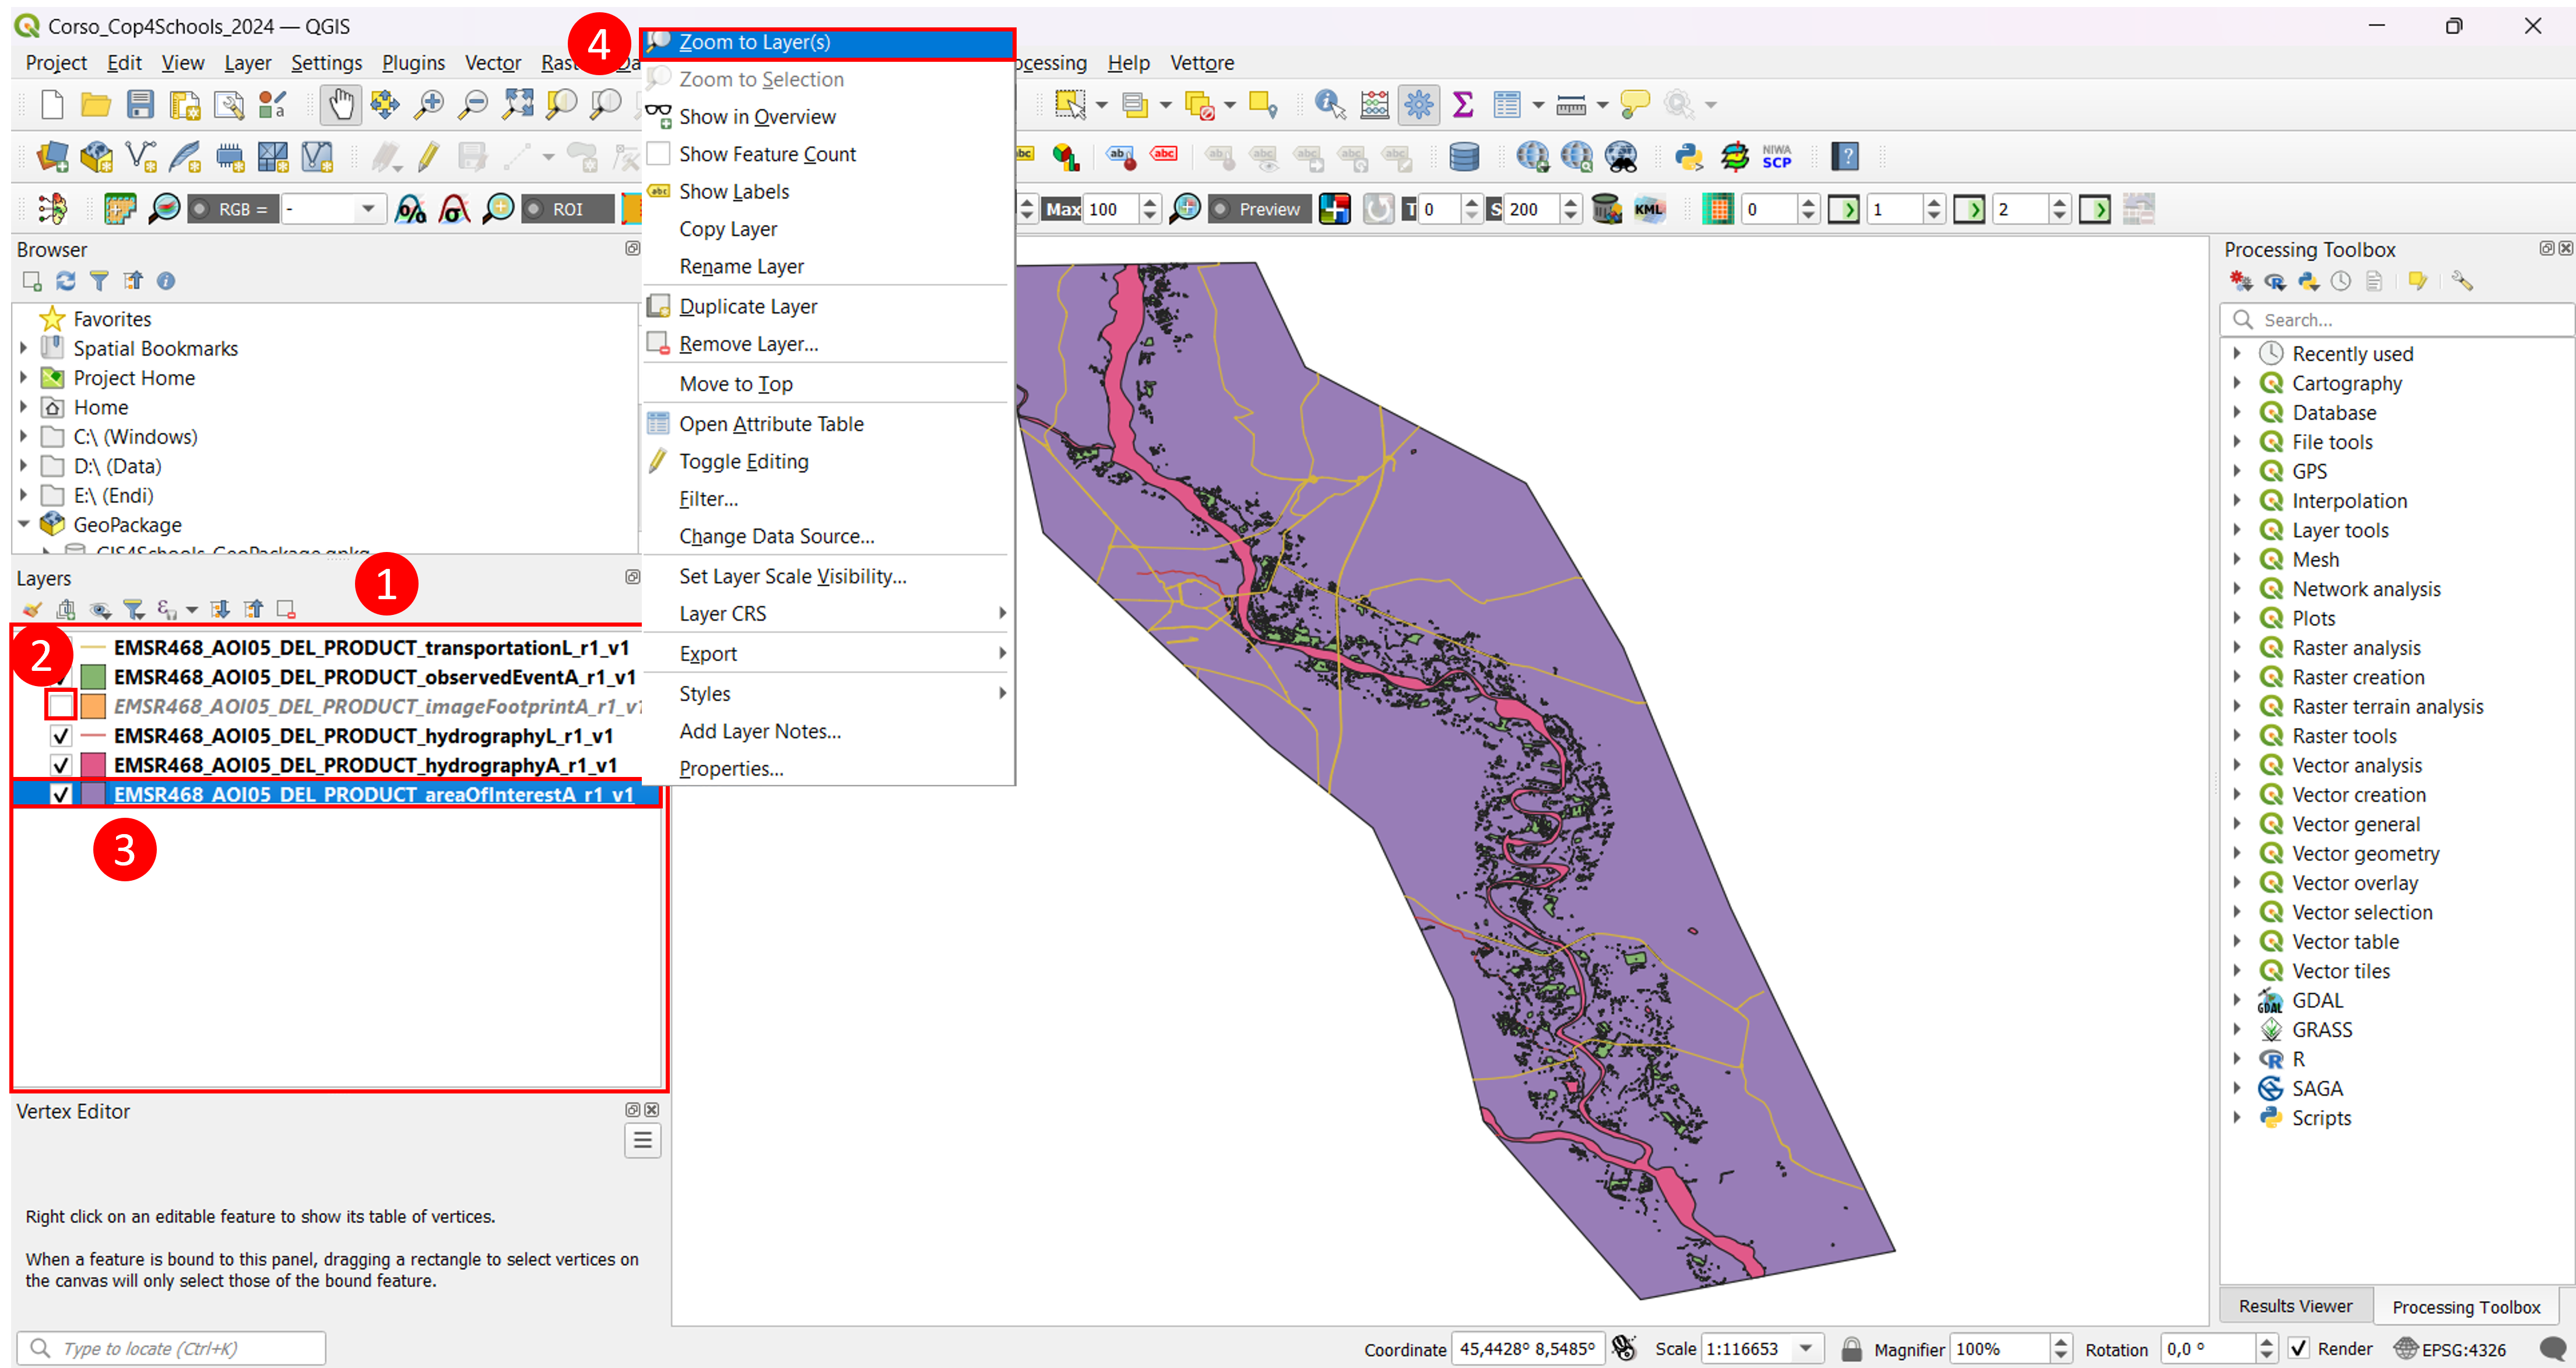 Corso_Cop4Schools_2024 — QGIS
4
Zoom to Layer(s)
Project Edit View Layer Settings Plugins Vector Help Vettore
Zoom to Selection
Show in Overview
Show Feature Count
Show Labels
Copy Layer
Rename Layer
Duplicate Layer
Remove Layer...
Move to Top
Open Attribute Table
Toggle Editing
Filter...
Change Data Source...
Set Layer Scale Visibility...
Layer CRS
Export
Styles
Add Layer Notes...
Properties...
abc abc
NIWA
SCP
RGB = - ROI Max 100 Preview T 0 S 200 KML 0 1 2
Browser
Favorites
Spatial Bookmarks
Project Home
Home
C:\ (Windows)
D:\ (Data)
E:\ (Endi)
GeoPackage
GIS4Schools_GeoPackage.gpkg
Layers
1
2
EMSR468_AOI05_DEL_PRODUCT_transportationL_r1_v1
EMSR468_AOI05_DEL_PRODUCT_observedEventA_r1_v1
EMSR468_AOI05_DEL_PRODUCT_imageFootprintA_r1_v1
EMSR468_AOI05_DEL_PRODUCT_hydrographyL_r1_v1
EMSR468_AOI05_DEL_PRODUCT_hydrographyA_r1_v1
EMSR468_AOI05_DEL_PRODUCT_areaOfInterestA_r1_v1
3
Vertex Editor
Right click on an editable feature to show its table of vertices.
When a feature is bound to this panel, dragging a rectangle to select vertices on
the canvas will only select those of the bound feature.
Processing Toolbox
Search...
Recently used
Cartography
Database
File tools
GPS
Interpolation
Layer tools
Mesh
Network analysis
Plots
Raster analysis
Raster creation
Raster terrain analysis
Raster tools
Vector analysis
Vector creation
Vector general
Vector geometry
Vector overlay
Vector selection
Vector table
Vector tiles
GDAL
GRASS
R
SAGA
Scripts
Results Viewer Processing Toolbox
Type to locate (Ctrl+K)
Coordinate 45,4428° 8,5485° Scale 1:116653 Magnifier 100% Rotation 0,0 ° Render EPSG:4326